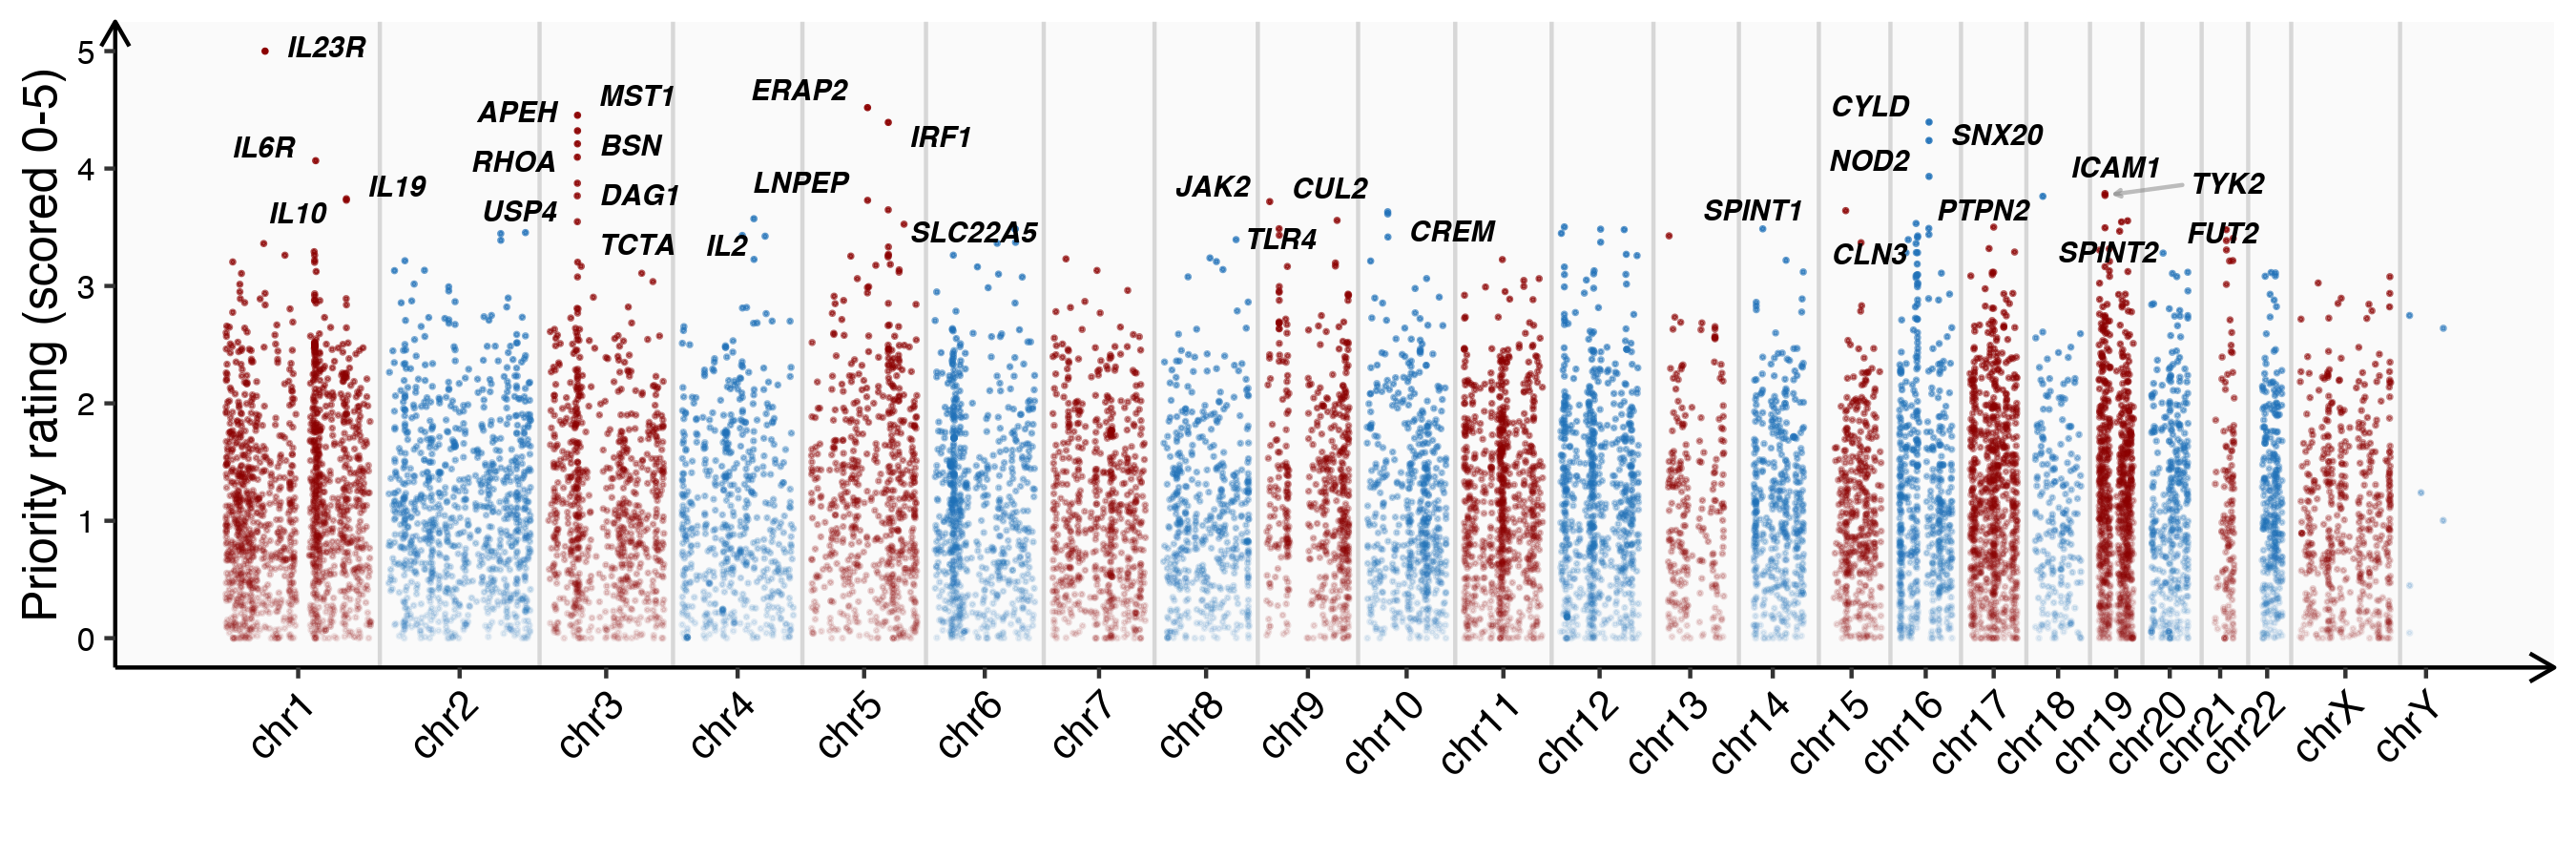 Priority rating (scored 0-5)
5
4
3
2
1
0
IL23R
IL6R
IL19
IL10
APEH
MST1
RHOA
BSN
USP4
DAG1
TCTA
IL2
ERAP2
IRF1
LNPEP
SLC22A5
JAK2
CUL2
TLR4
CREM
SPINT1
CLN3
CYLD
SNX20
NOD2
PTPN2
ICAM1
TYK2
SPINT2
FUT2
chr1
chr2
chr3
chr4
chr5
chr6
chr7
chr8
chr9
chr10
chr11
chr12
chr13
chr14
chr15
chr16
chr17
chr18
chr19
chr20
chr21
chr22
chrX
chrY